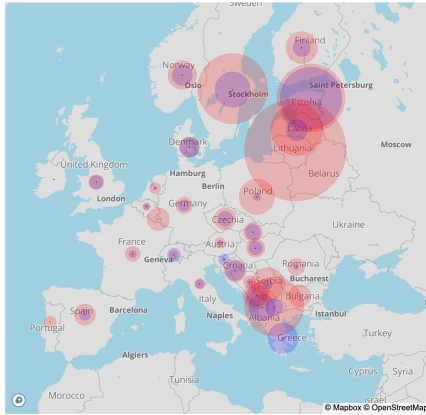 Sweden
Finland
Norway
Oslo
Stockholm
Saint Petersburg
Estonia
Latvia
Moscow
Denmark
Lithuania
United Kingdom
Hamburg
Belarus
Berlin
London
Poland
Germany
Czechia
Ukraine
France
Austria
Geneva
Croatia
Romania
Serbia
Bucharest
Italy
Bulgaria
Spain
Barcelona
Naples
Albania
Istanbul
Portugal
Turkey
Greece
Algiers
Cyprus
Syria
Tunisia
Morocco
Israel
© Mapbox © OpenStreetMap